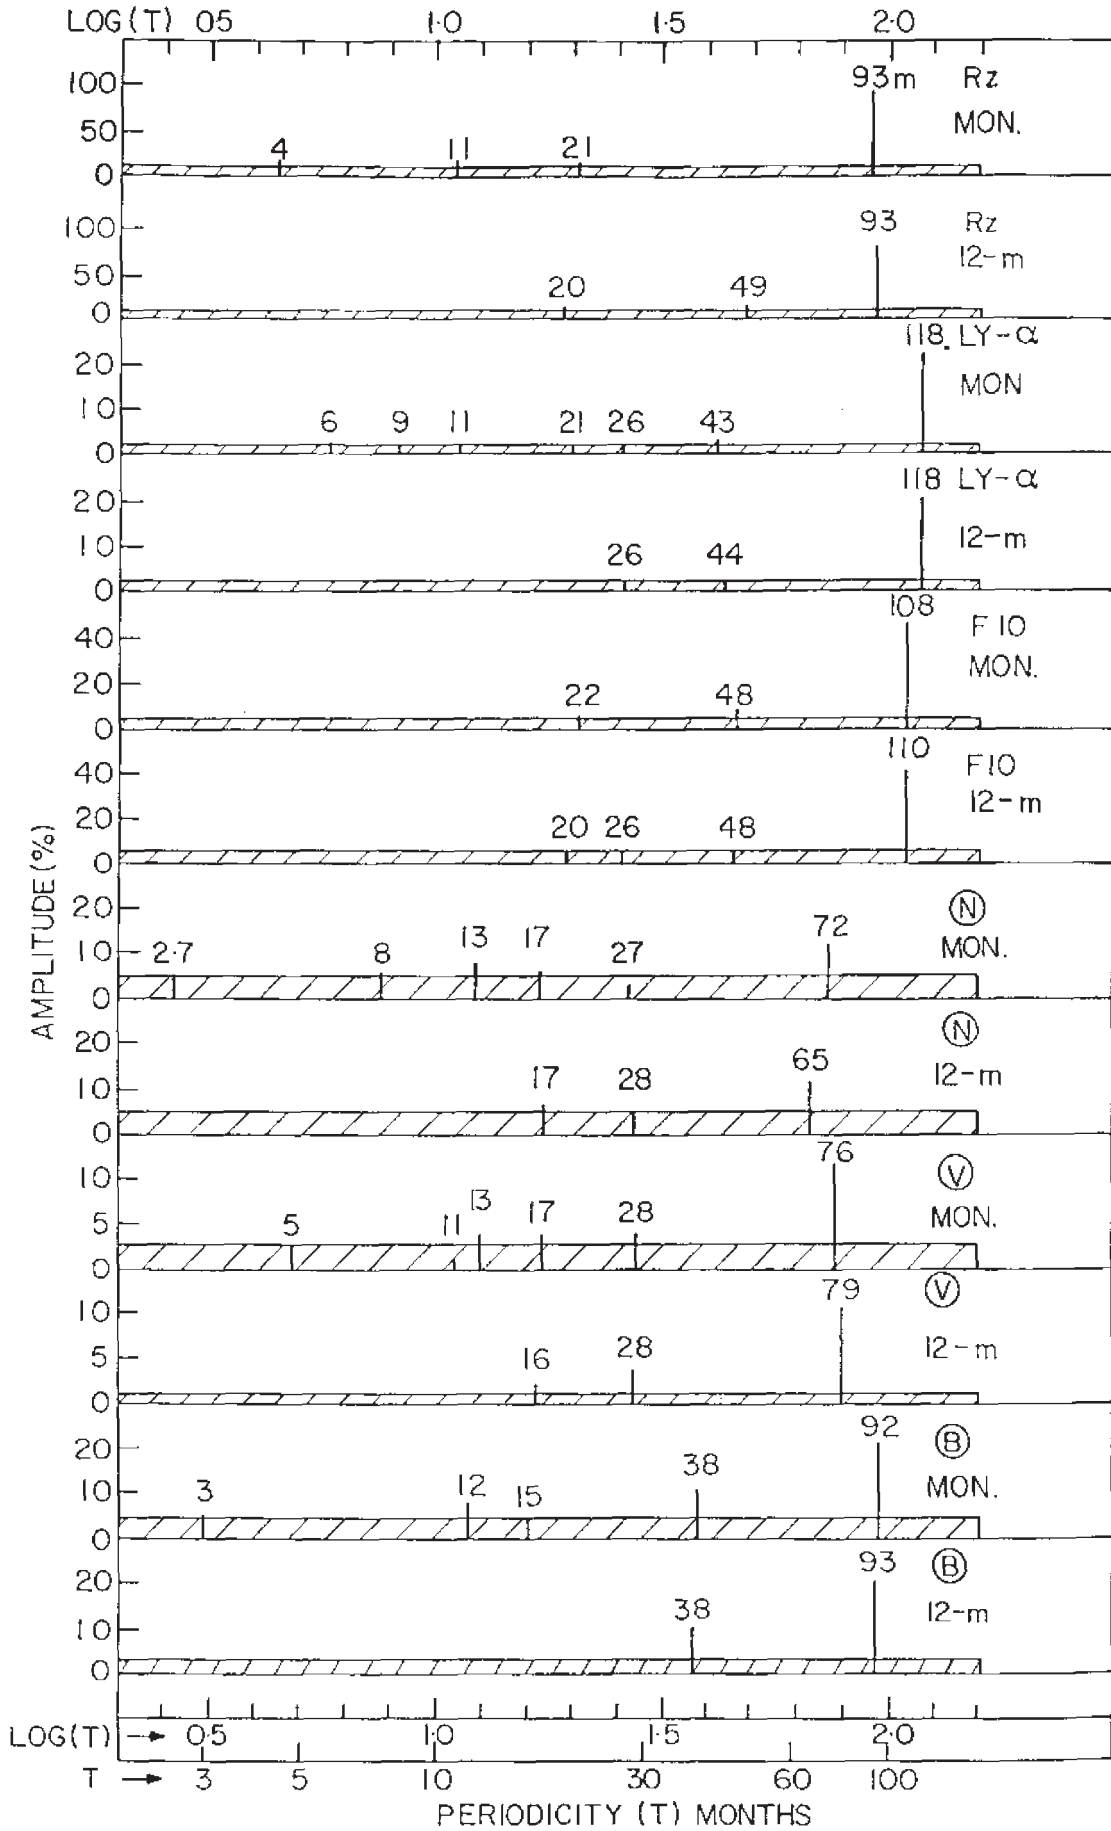 LOG(T) 05 1·0 1·5 2·0
100 93m Rz
50 MON.
4 11 21
0
100 93 Rz
50 12-m
20 49
0
118. LY-α
20 MON
10 6 9 11 21 26 43
0
118 LY-α
20
10 12-m
26 44
0
108 F10
40 MON.
20 22 48
0
110 F10
40 12-m
20 20 26 48
0
AMPLITUDE (%)
20 N
10 2·7 8 13 17 27 72 MON.
0
20 N
10 17 28 65 12-m
0
10 76 V
5 5 11 13 17 28 MON.
0
10 79 V
5 16 28 12-m
0
20 92 B
10 3 12 15 38 MON.
0
20 93 B
10 38 12-m
0
LOG(T) → 0·5 1·0 1·5 2·0
T → 3 5 10 30 60 100
PERIODICITY (T) MONTHS